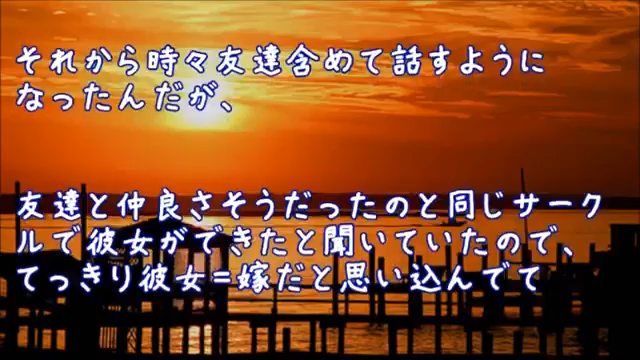 それから時々友達含めて話すように
なったんだが、
友達と仲良さそうだったのと同じサーク
ルで彼女ができたと聞いていたので、
てっきり彼女=嫁だと思い込んでて